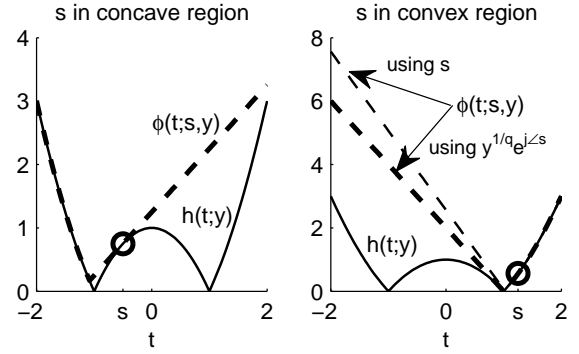 s in concave region
4
3
2
1
0
−2
s
0
2
t
ϕ(t;s,y)
h(t;y)
s in convex region
8
6
4
2
0
−2
0
s
2
t
using s
ϕ(t;s,y)
using y^{1/q}e^{j∠s}
h(t;y)